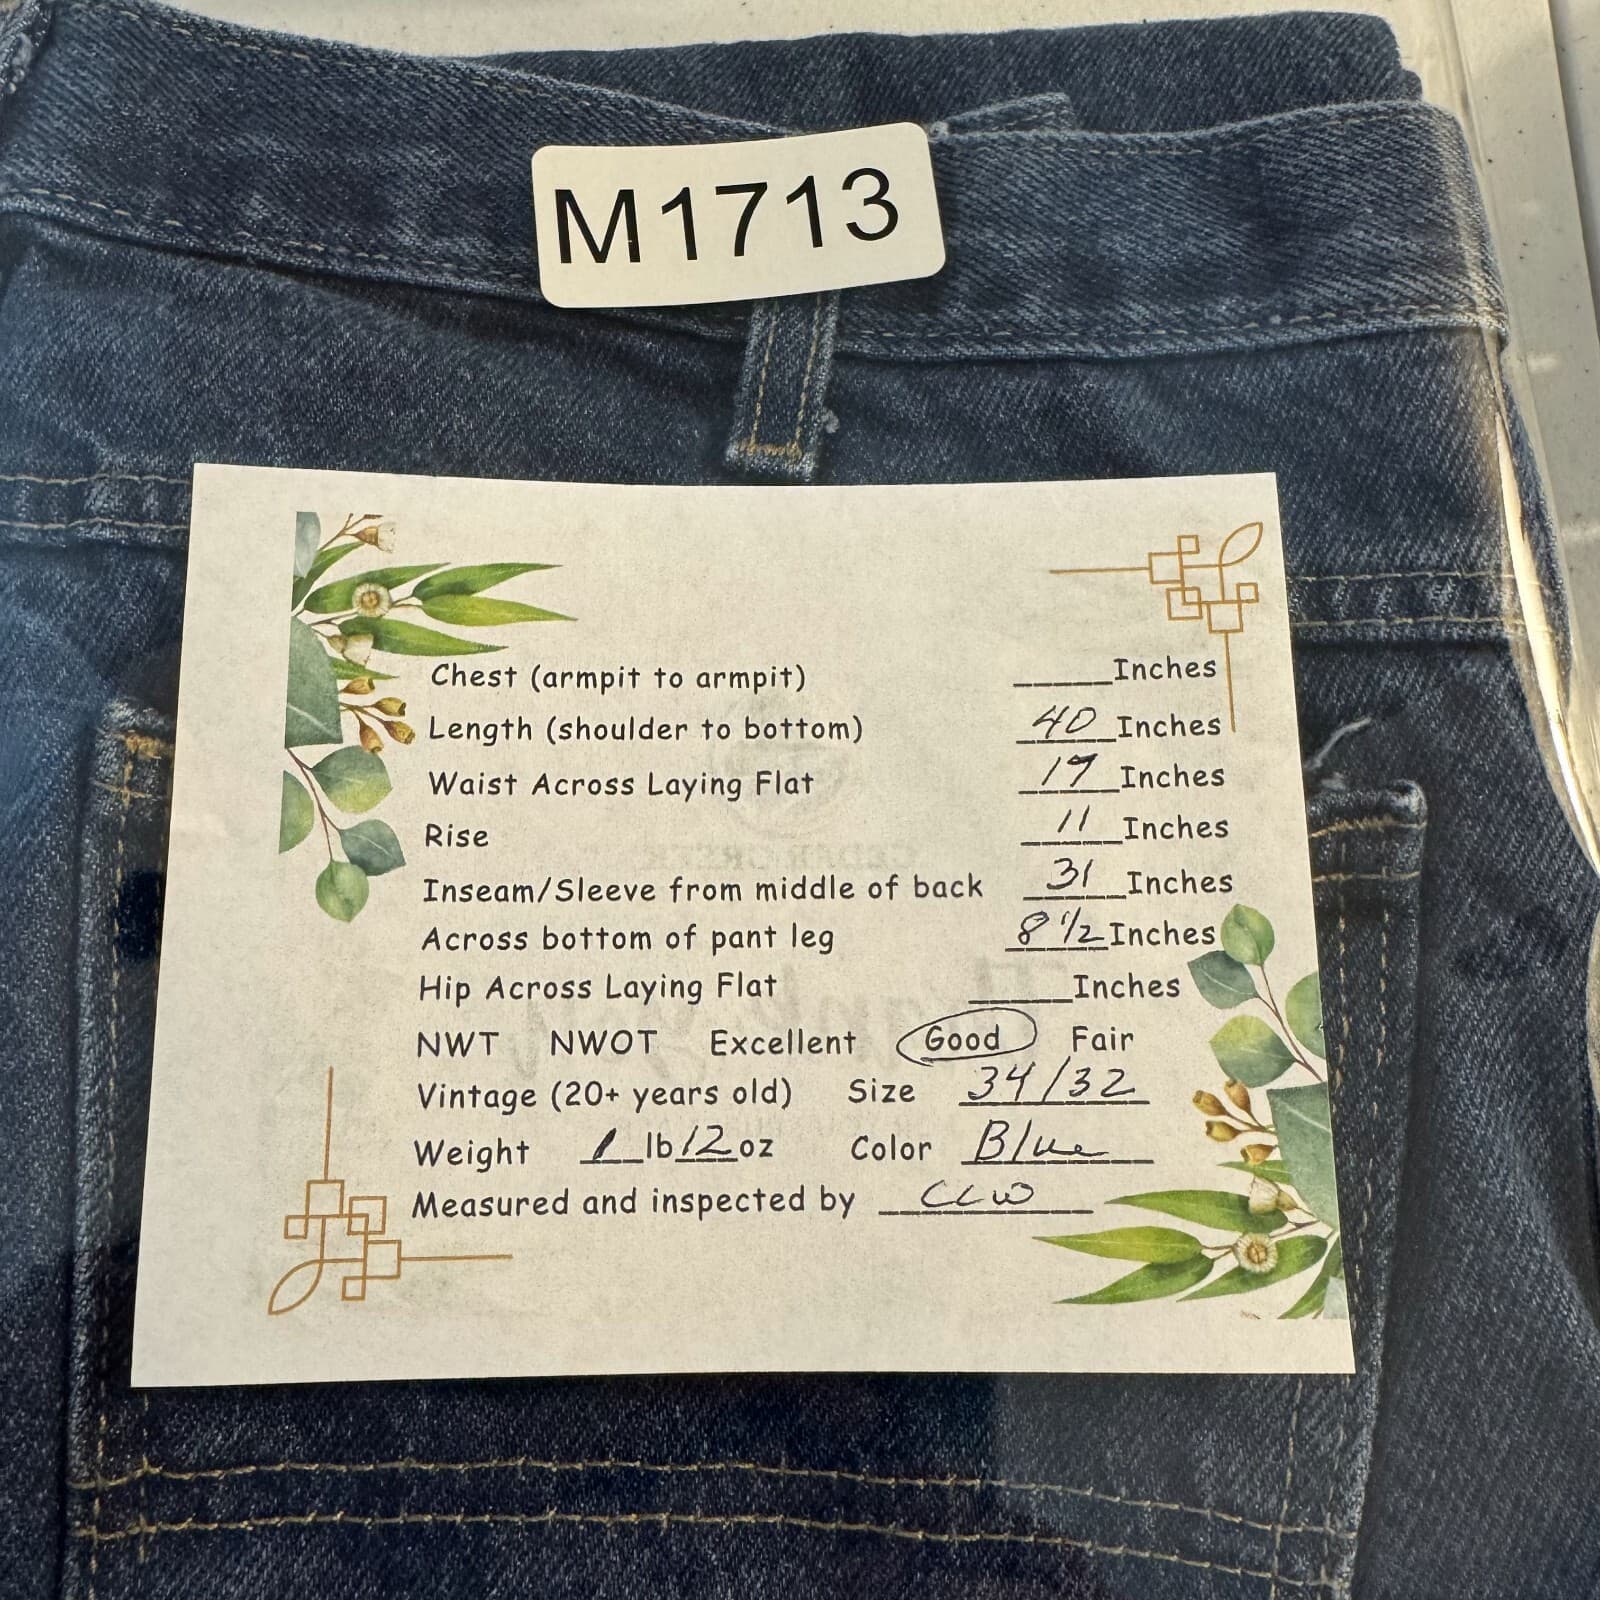 M1713
Chest (armpit to armpit) _____Inches
Length (shoulder to bottom) 40 Inches
Waist Across Laying Flat 17 Inches
Rise 11 Inches
Inseam/Sleeve from middle of back 31 Inches
Across bottom of pant leg 8 1/2 Inches
Hip Across Laying Flat _____Inches
NWT NWOT Excellent Good Fair
Vintage (20+ years old) Size 34/32
Weight 1 lb 12 oz Color Blue
Measured and inspected by CCW